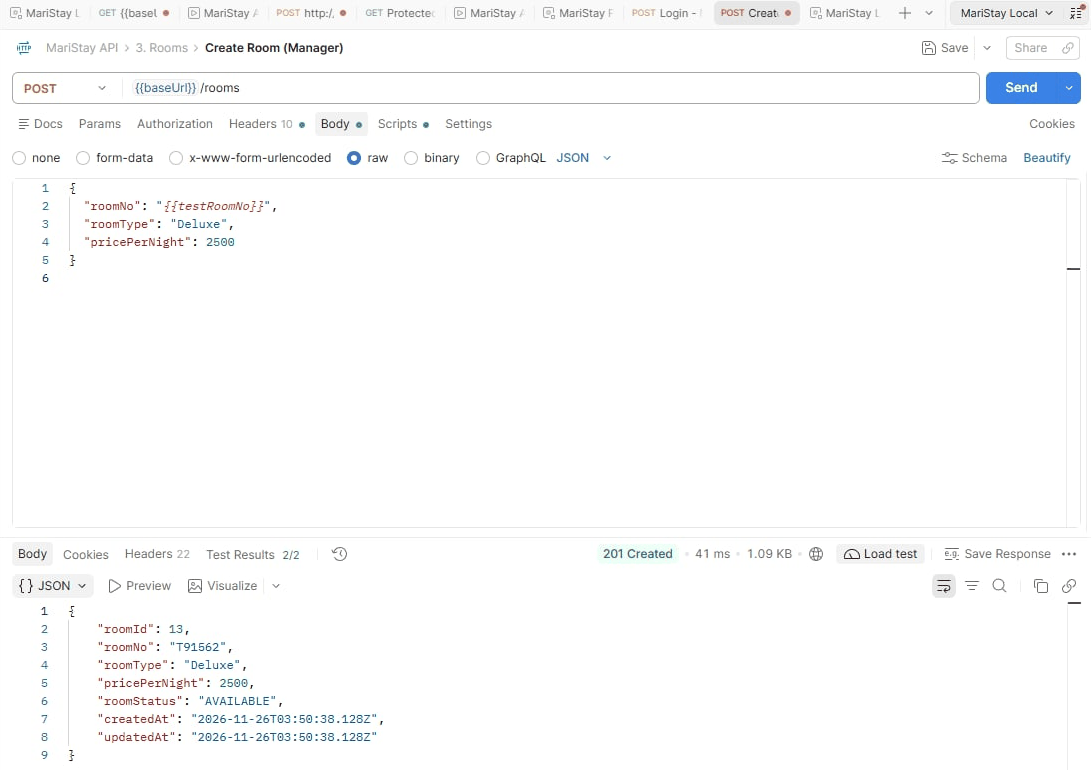 MariStay L GET {{basel MariStay A POST http:/, GET Protectec MariStay A MariStay F POST Login - POST Creat MariStay L MariStay Local
MariStay API > 3. Rooms > Create Room (Manager) Save Share
POST {{baseUrl}} /rooms Send
Docs Params Authorization Headers 10 Body Scripts Settings Cookies
none form-data x-www-form-urlencoded raw binary GraphQL JSON Schema Beautify
1 {
2 "roomNo": "{{testRoomNo}}",
3 "roomType": "Deluxe",
4 "pricePerNight": 2500
5 }
6
Body Cookies Headers 22 Test Results 2/2 201 Created 41 ms 1.09 KB Load test e.g. Save Response
{} JSON Preview Visualize
1 {
2 "roomId": 13,
3 "roomNo": "T91562",
4 "roomType": "Deluxe",
5 "pricePerNight": 2500,
6 "roomStatus": "AVAILABLE",
7 "createdAt": "2026-11-26T03:50:38.128Z",
8 "updatedAt": "2026-11-26T03:50:38.128Z"
9 }